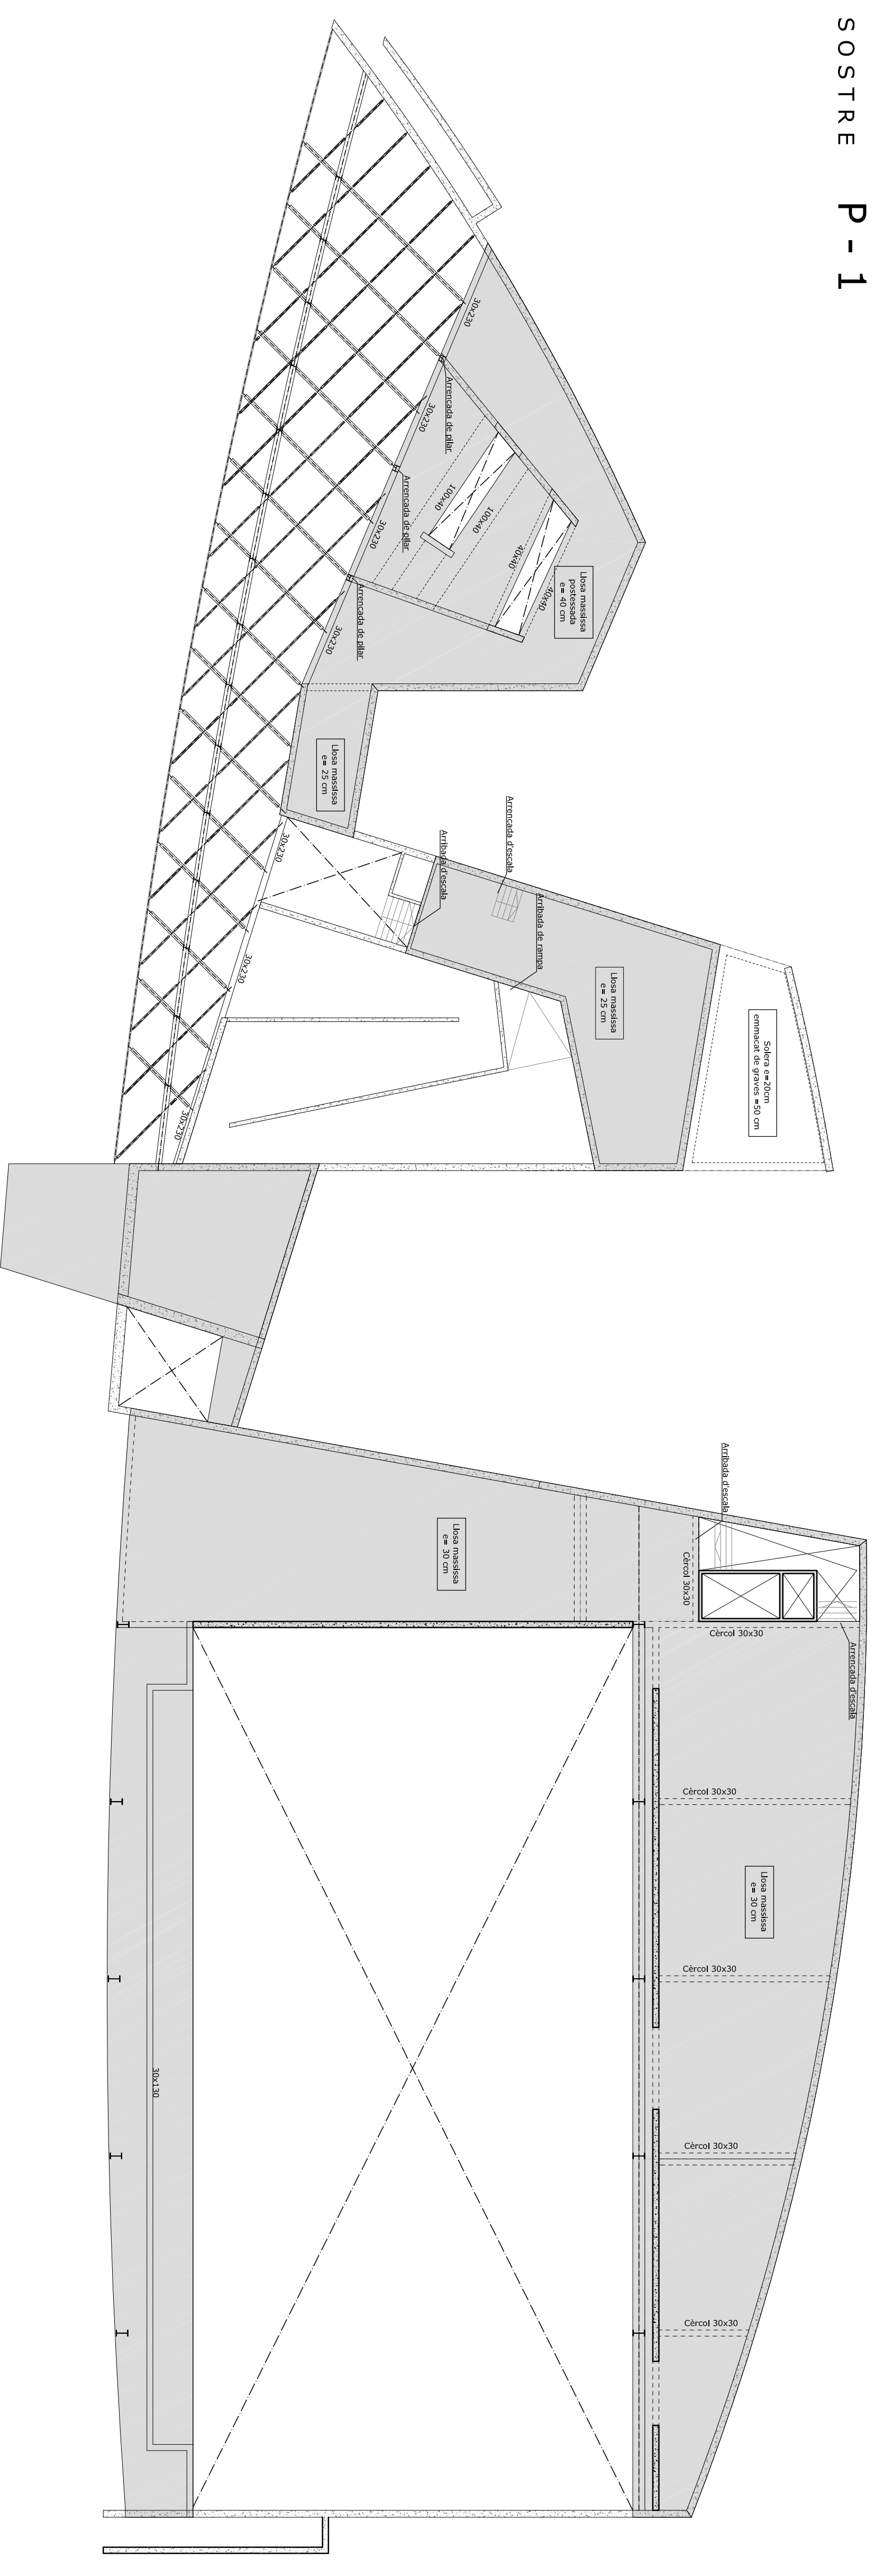 SOSTRE P-1
30x230
Arrencada de pilar
30x230
100x40
Arrencada de pilar
100x40
30x230
40x40
40x40
Llosa massissa
postessada
e= 40 cm
Arrencada de pilar
30x230
Llosa massissa
e= 25 cm
Arrencada d'escala
Arribada d'escala
30x230
Arribada de rampa
30x230
Llosa massissa
e= 25 cm
Solera e=20cm
emmacat de graves =50 cm
30x230
Arribada d'escala
Llosa massissa
e= 30 cm
Cèrcol 30x30
Cèrcol 30x30
Arrencada d'escala
Cèrcol 30x30
Llosa massissa
e= 30 cm
Cèrcol 30x30
30x130
Cèrcol 30x30
Cèrcol 30x30